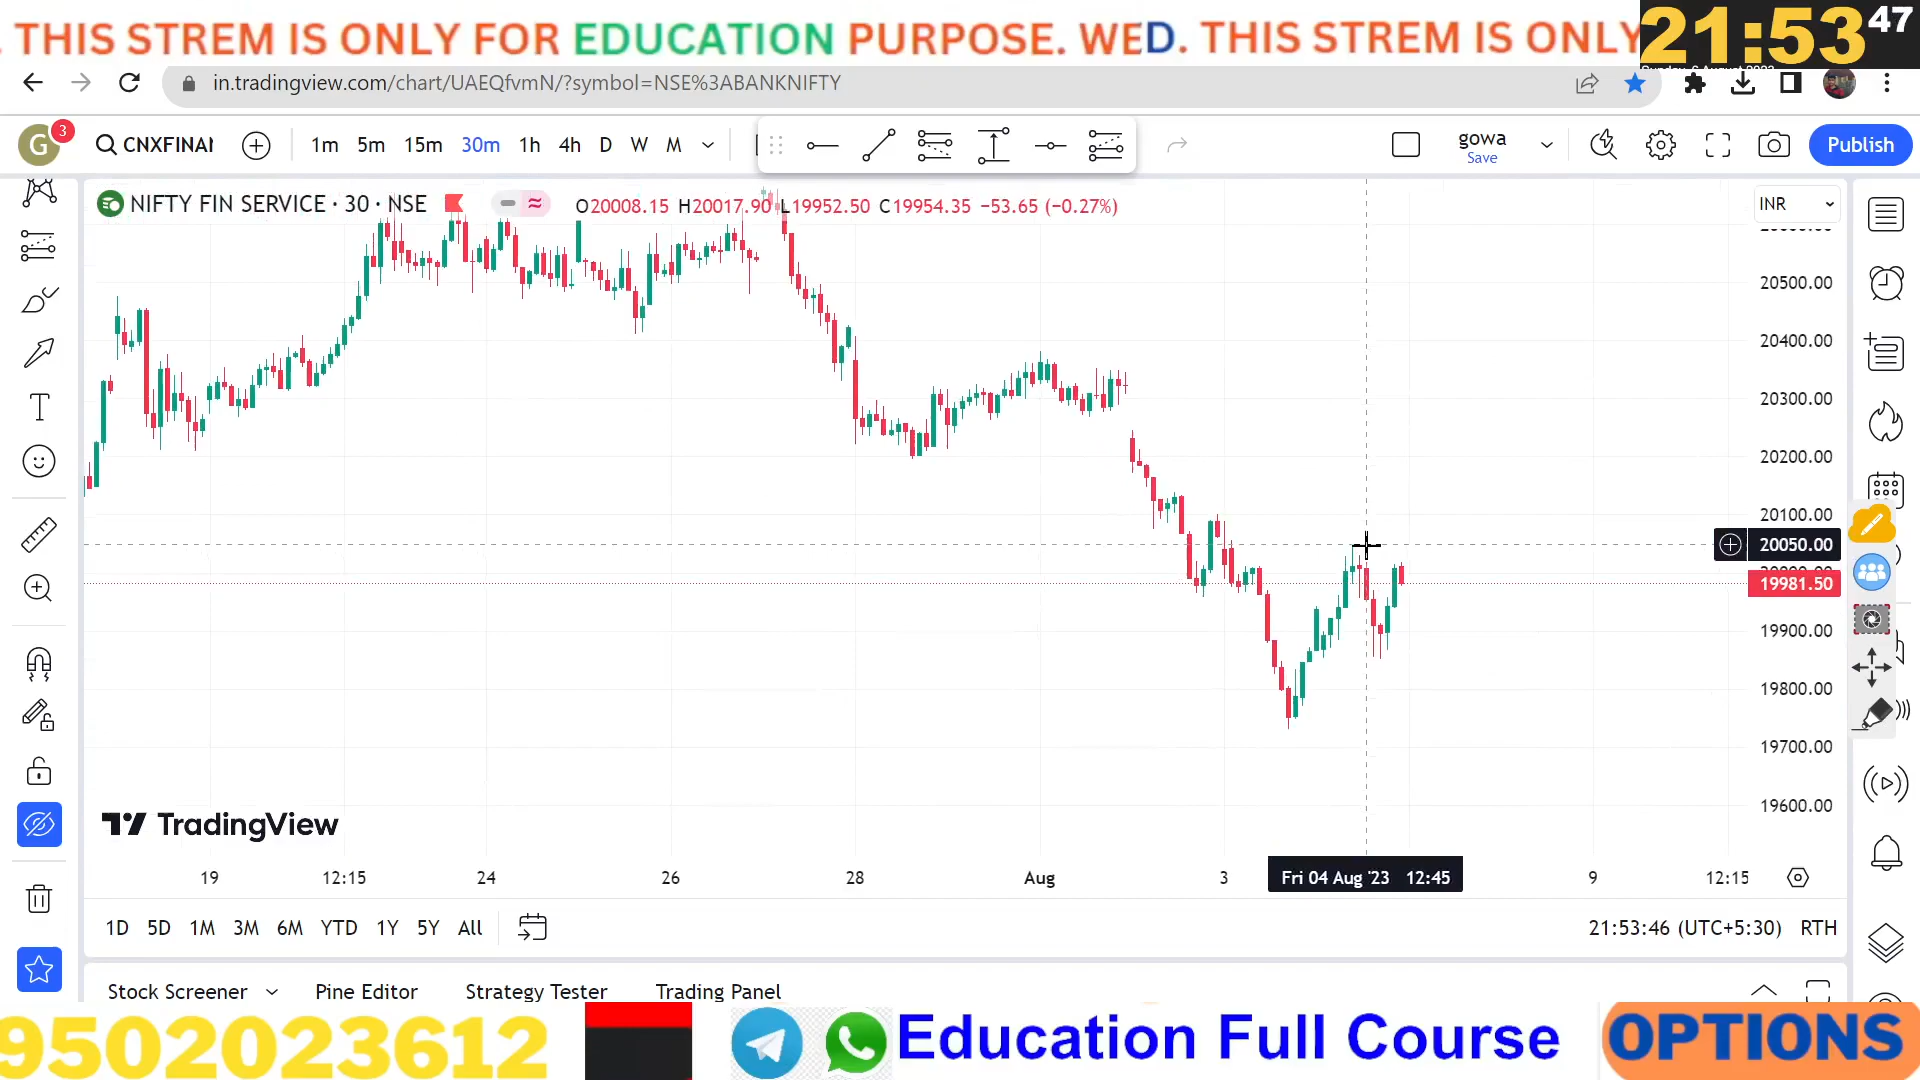 . THIS STREM IS ONLY FOR EDUCATION PURPOSE. WED. THIS STREM IS ONLY
21:53 47
in.tradingview.com/chart/UAEQfvmN/?symbol=NSE%3ABANKNIFTY
G 3 CNXFINAN 1m 5m 15m 30m 1h 4h D W M gowa Save Publish
NIFTY FIN SERVICE · 30 · NSE O20008.15 H20017.90 L19952.50 C19954.35 −53.65 (−0.27%) INR
20500.00
20400.00
20300.00
20200.00
20100.00
20050.00
19981.50
19900.00
19800.00
19700.00
19600.00
TradingView
19 12:15 24 26 28 Aug 3 Fri 04 Aug '23 12:45 9 12:15
1D 5D 1M 3M 6M YTD 1Y 5Y All 21:53:46 (UTC+5:30) RTH
Stock Screener Pine Editor Strategy Tester Trading Panel
9502023612 Education Full Course OPTIONS